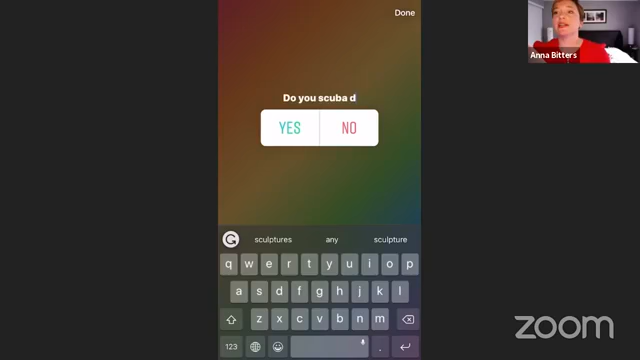 Done
Anna Bitters
Do you scuba d
YES
NO
sculptures any sculpture
q w e r t y u i o p
a s d f g h j k l
z x c v b n m
123 .
zoom